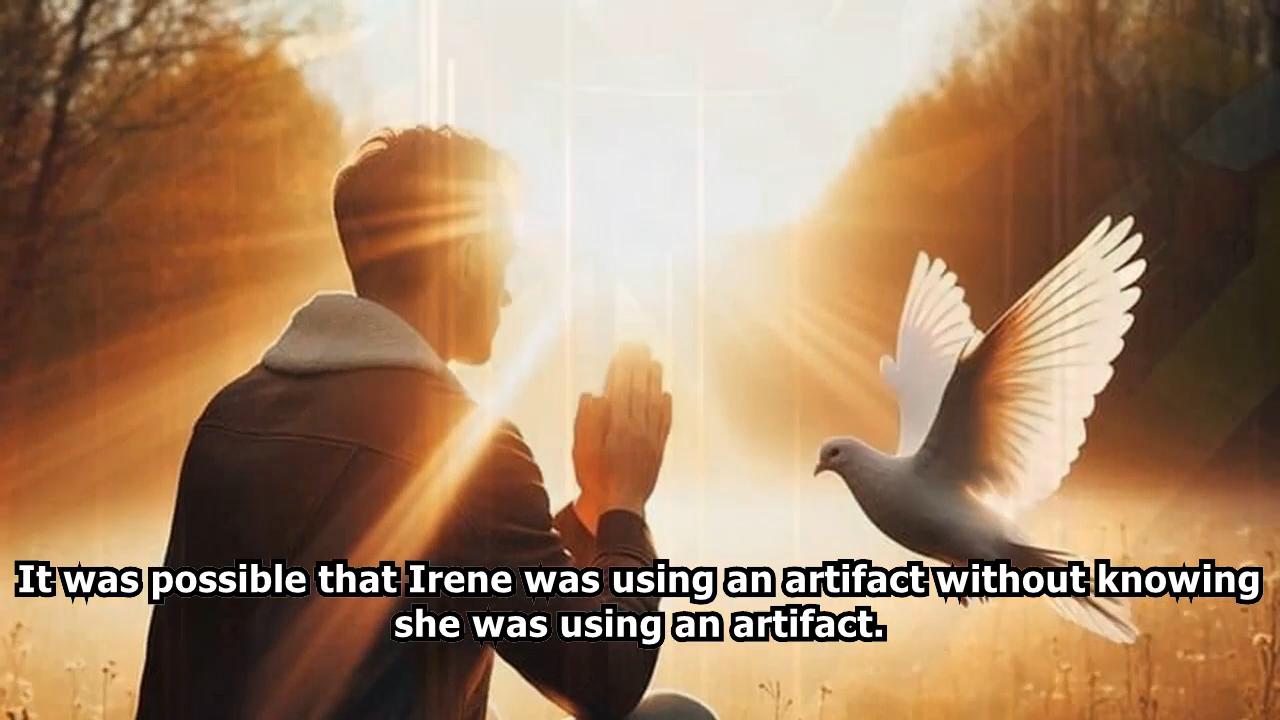 It was possible that Irene was using an artifact without knowing
she was using an artifact.